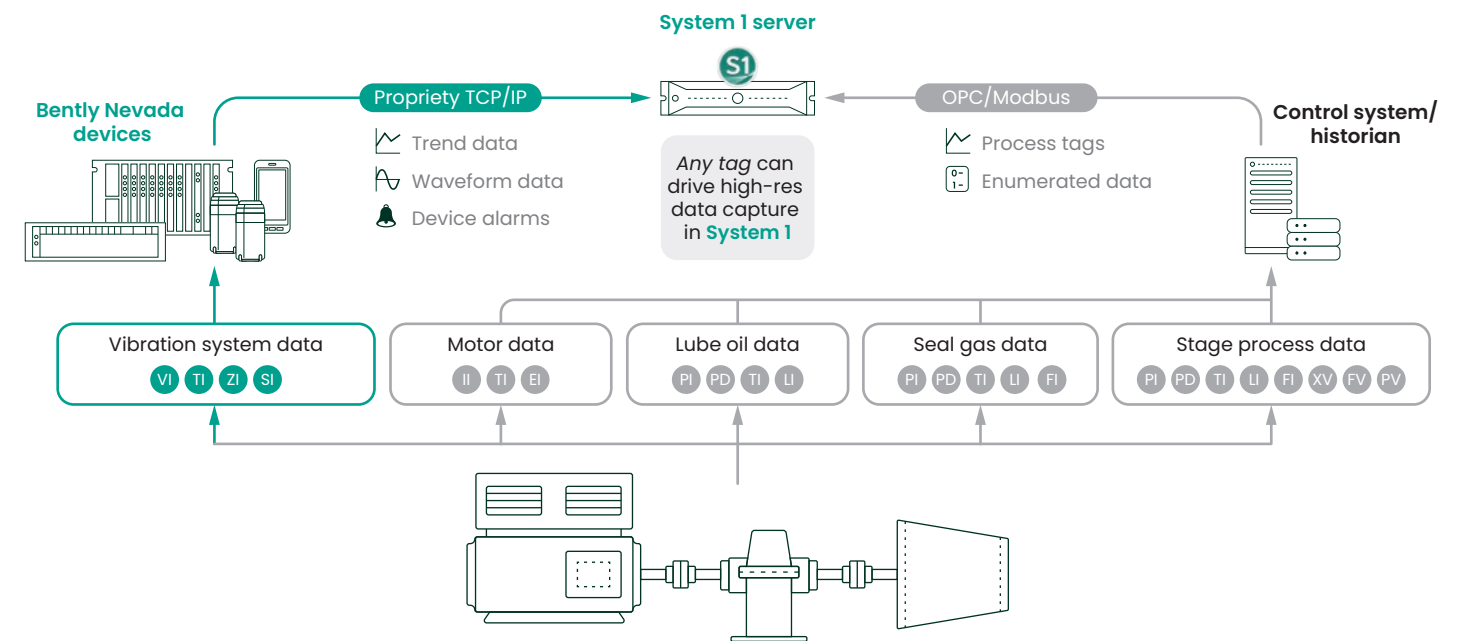 System 1 server
S1
Propriety TCP/IP
OPC/Modbus
Bently Nevada
devices
Control system/
historian
Trend data
Waveform data
Device alarms
Any tag can
drive high-res
data capture
in System 1
Process tags
0-
1-
Enumerated data
Vibration system data
VI TI ZI SI
Motor data
II TI EI
Lube oil data
PI PD TI LI
Seal gas data
PI PD TI LI FI
Stage process data
PI PD TI LI FI XV FV PV